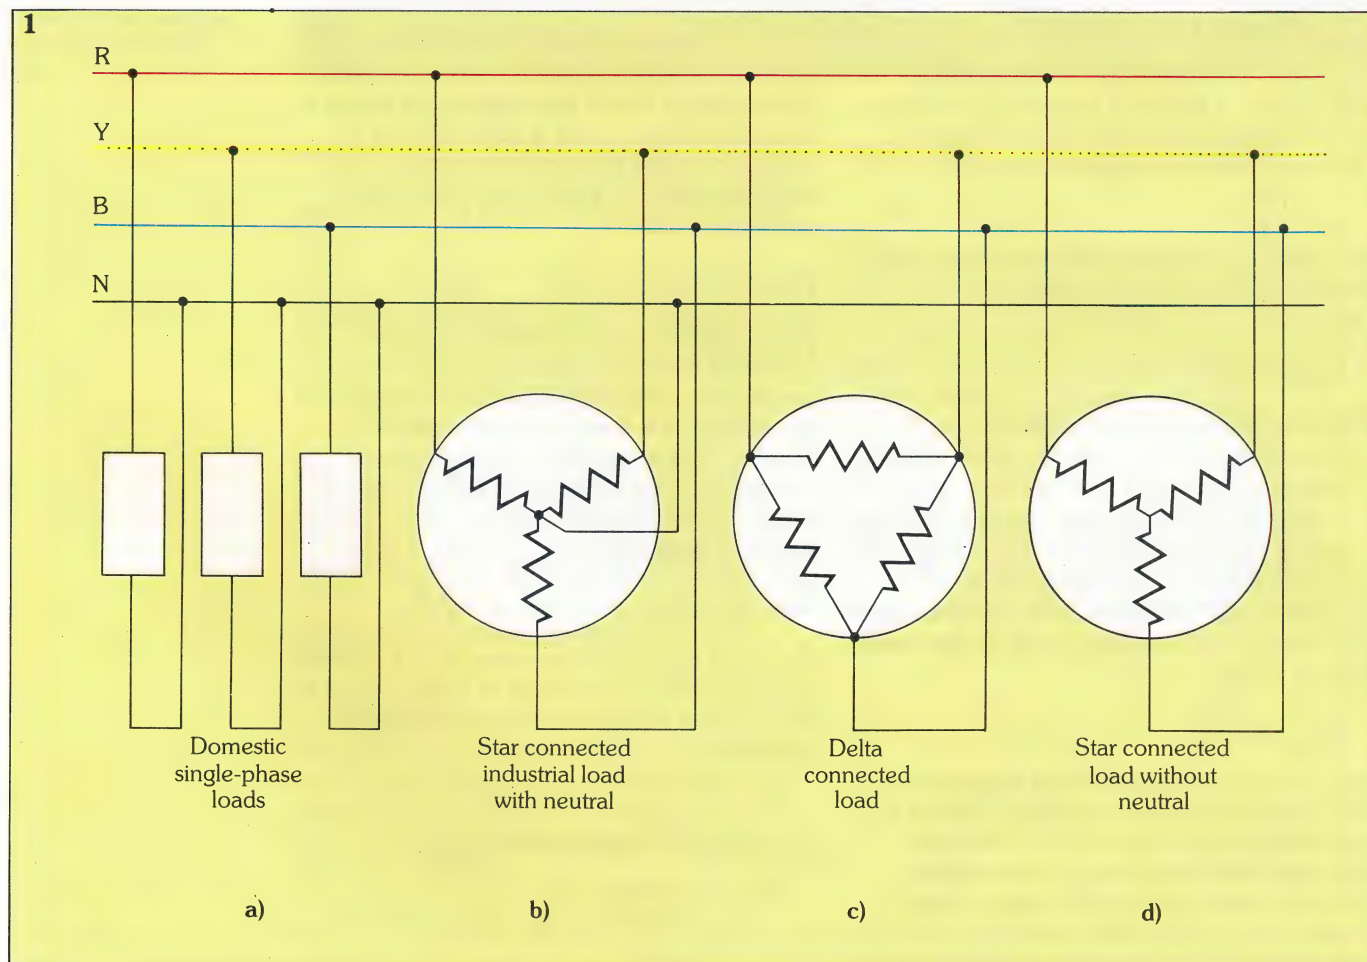 1
R
Y
B
N
Domestic
single-phase
loads
Star connected
industrial load
with neutral
Delta
connected
load
Star connected
load without
neutral
a)
b)
c)
d)